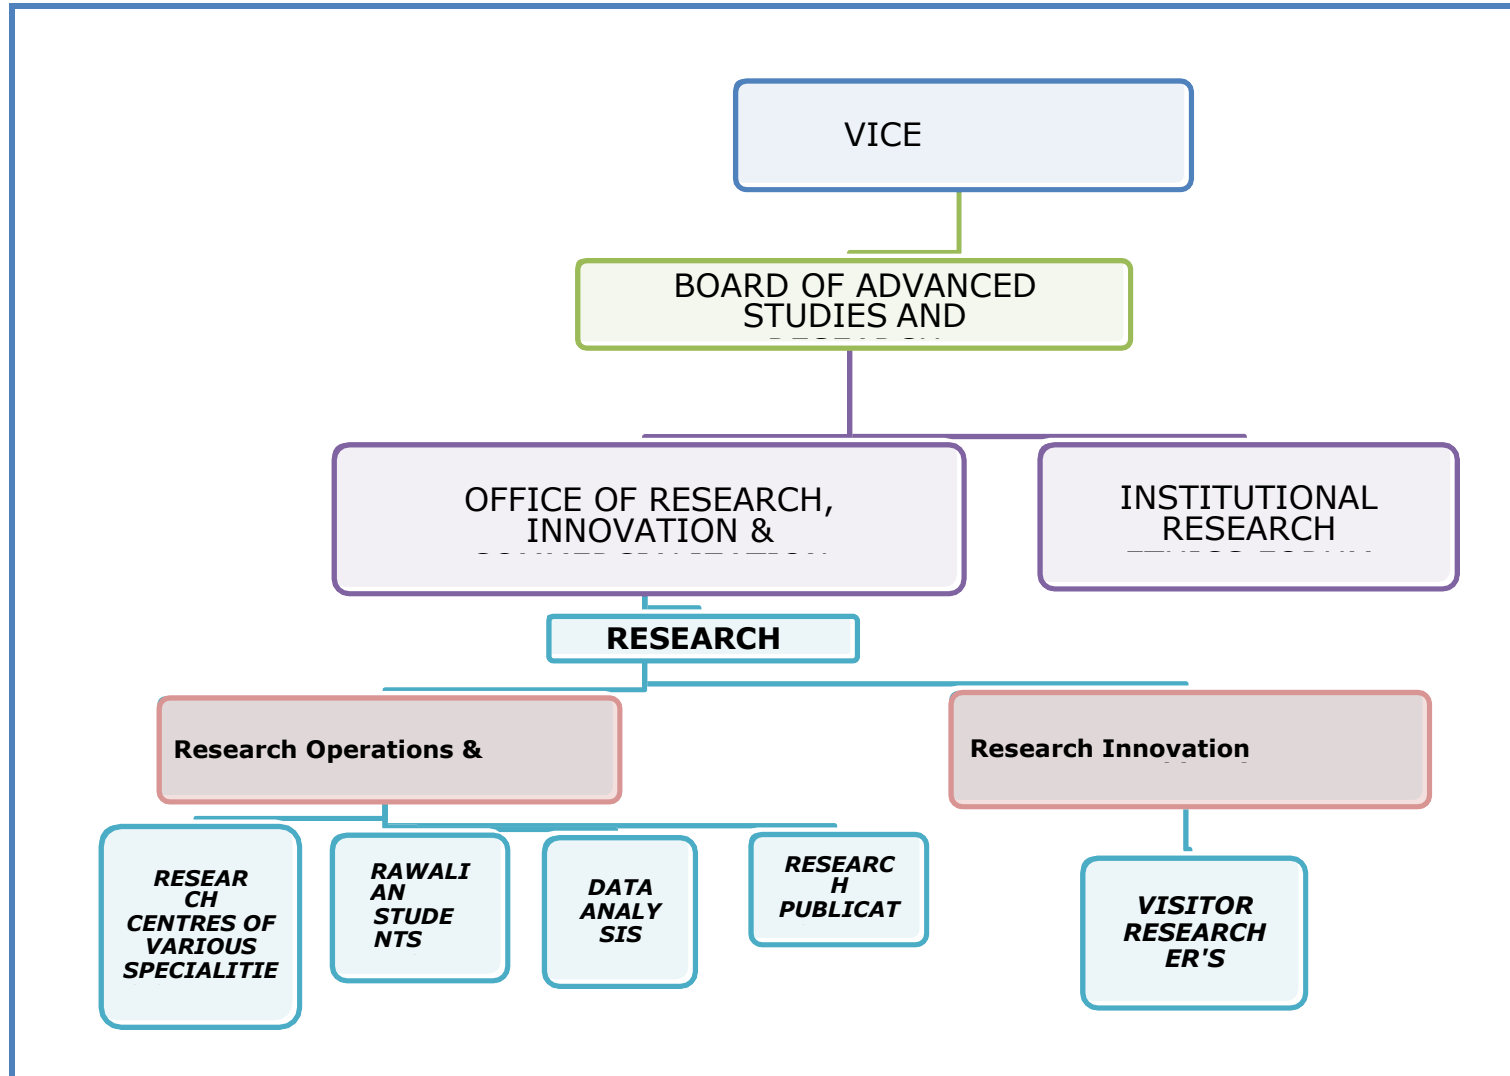 VICE
BOARD OF ADVANCED
STUDIES AND
OFFICE OF RESEARCH,
INNOVATION &
INSTITUTIONAL
RESEARCH
RESEARCH
Research Operations &
Research Innovation
RESEAR
CH
CENTRES OF
VARIOUS
SPECIALITIE
RAWALI
AN
STUDE
NTS
DATA
ANALY
SIS
RESEARC
H
PUBLICAT
VISITOR
RESEARCH
ER'S